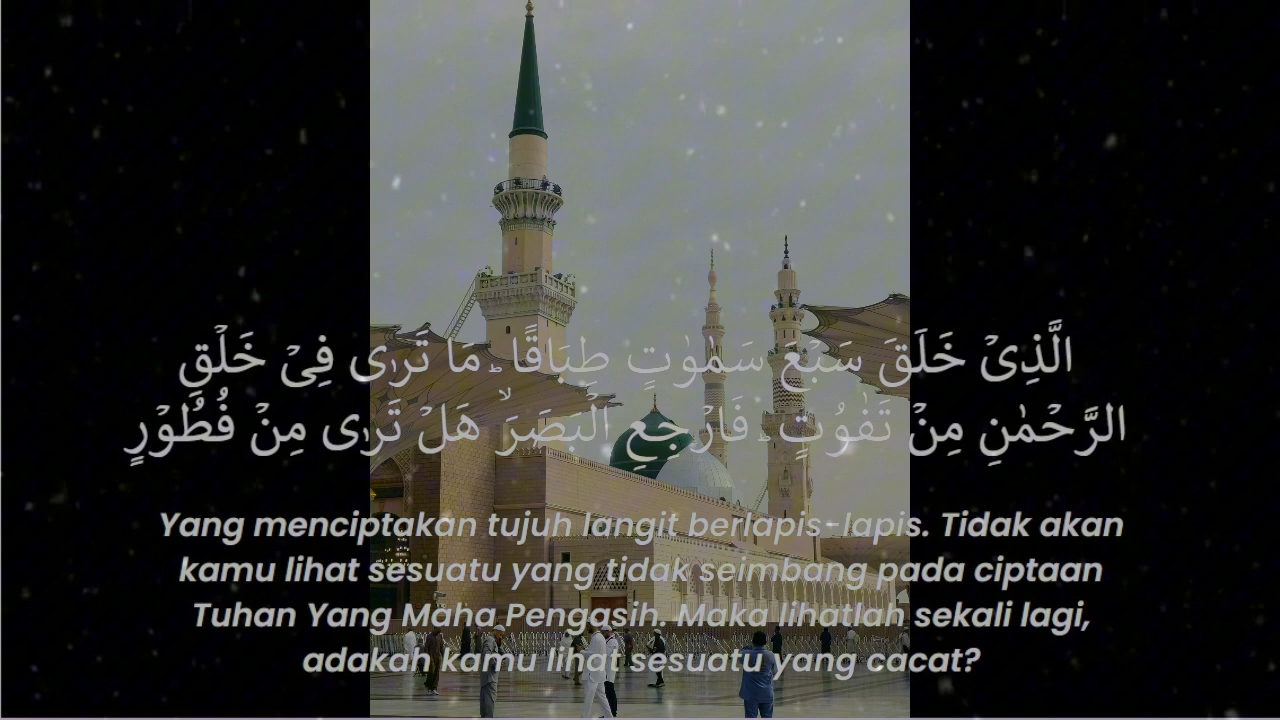 الَّذِىۡ خَلَقَ سَبۡعَ سَمٰوٰتٍ طِبَاقًا‌ ؕ مَا تَرٰى فِىۡ خَلۡقِ
الرَّحۡمٰنِ مِنۡ تَفٰوُتٍ‌ ؕ فَارۡجِعِ الۡبَصَرَۙ هَلۡ تَرٰى مِنۡ فُطُوۡرٍ
Yang menciptakan tujuh langit berlapis-lapis. Tidak akan
kamu lihat sesuatu yang tidak seimbang pada ciptaan
Tuhan Yang Maha Pengasih. Maka lihatlah sekali lagi,
adakah kamu lihat sesuatu yang cacat?